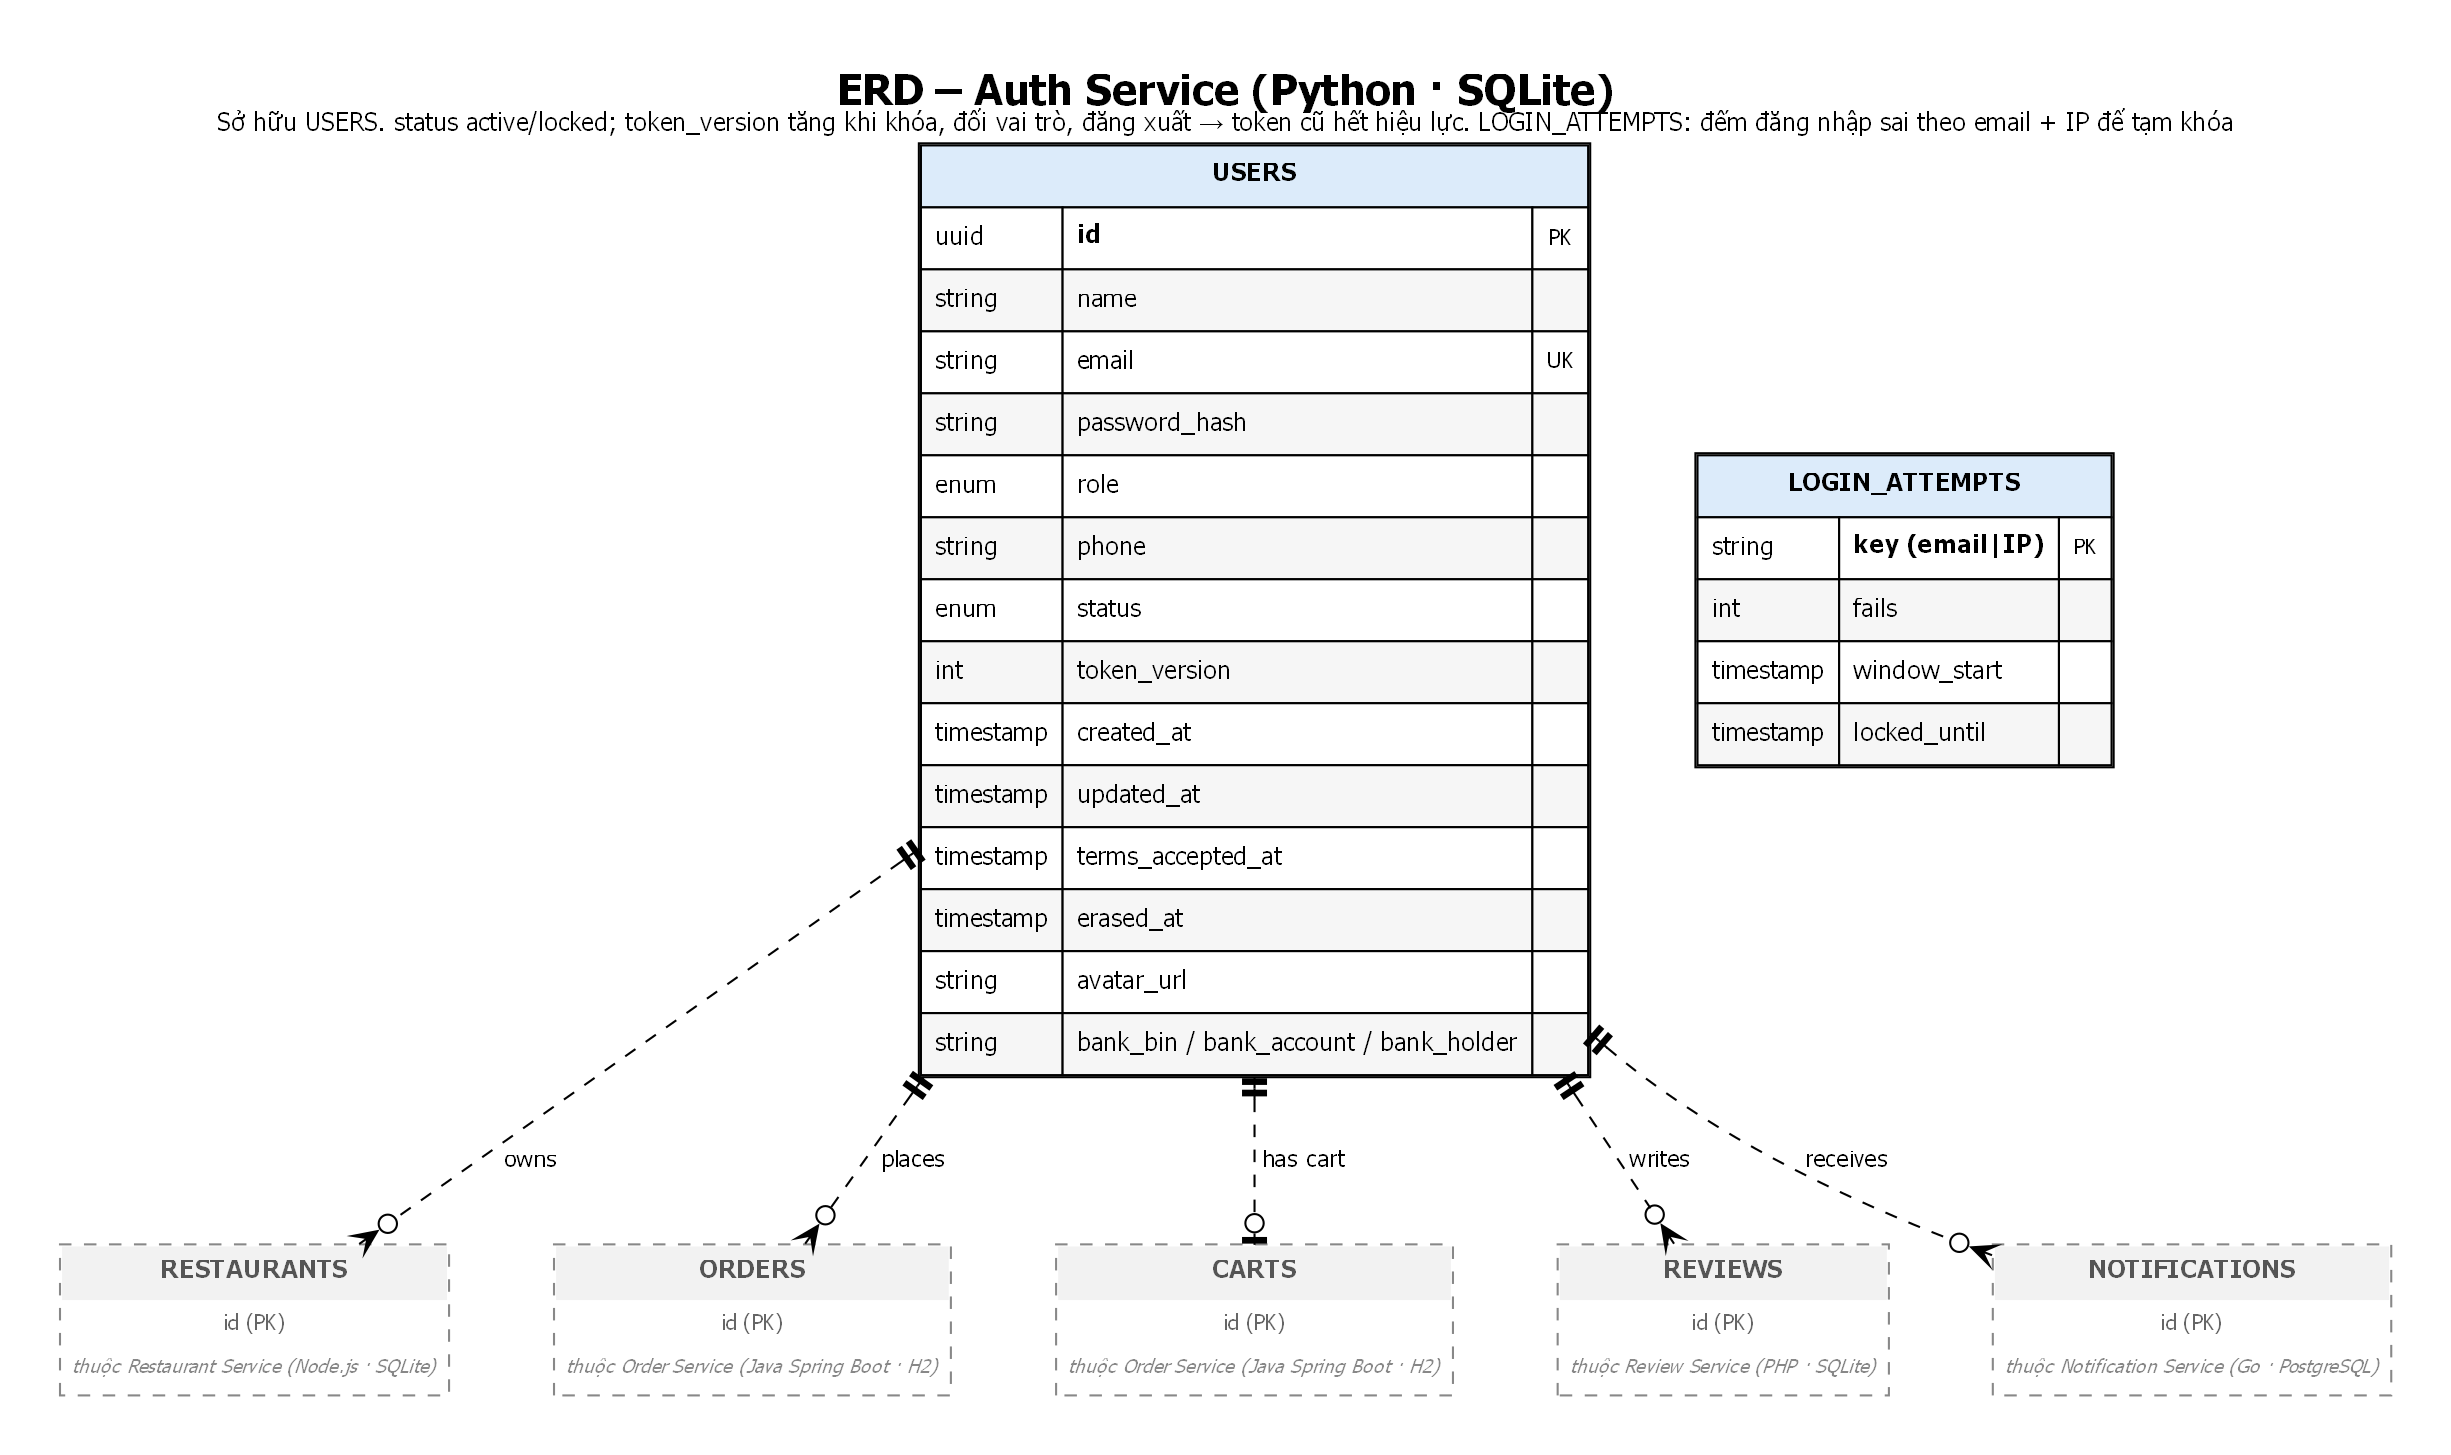 ERD – Auth Service (Python · SQLite)
Sở hữu USERS. status active/locked; token_version tăng khi khóa, đổi vai trò, đăng xuất → token cũ hết hiệu lực. LOGIN_ATTEMPTS: đếm đăng nhập sai theo email + IP để tạm khóa
USERS
uuid id PK
string name
string email UK
string password_hash
enum role
string phone
enum status
int token_version
timestamp created_at
timestamp updated_at
timestamp terms_accepted_at
timestamp erased_at
string avatar_url
string bank_bin / bank_account / bank_holder
LOGIN_ATTEMPTS
string key (email|IP) PK
int fails
timestamp window_start
timestamp locked_until
owns
places
has cart
writes
receives
RESTAURANTS
id (PK)
thuộc Restaurant Service (Node.js · SQLite)
ORDERS
id (PK)
thuộc Order Service (Java Spring Boot · H2)
CARTS
id (PK)
thuộc Order Service (Java Spring Boot · H2)
REVIEWS
id (PK)
thuộc Review Service (PHP · SQLite)
NOTIFICATIONS
id (PK)
thuộc Notification Service (Go · PostgreSQL)